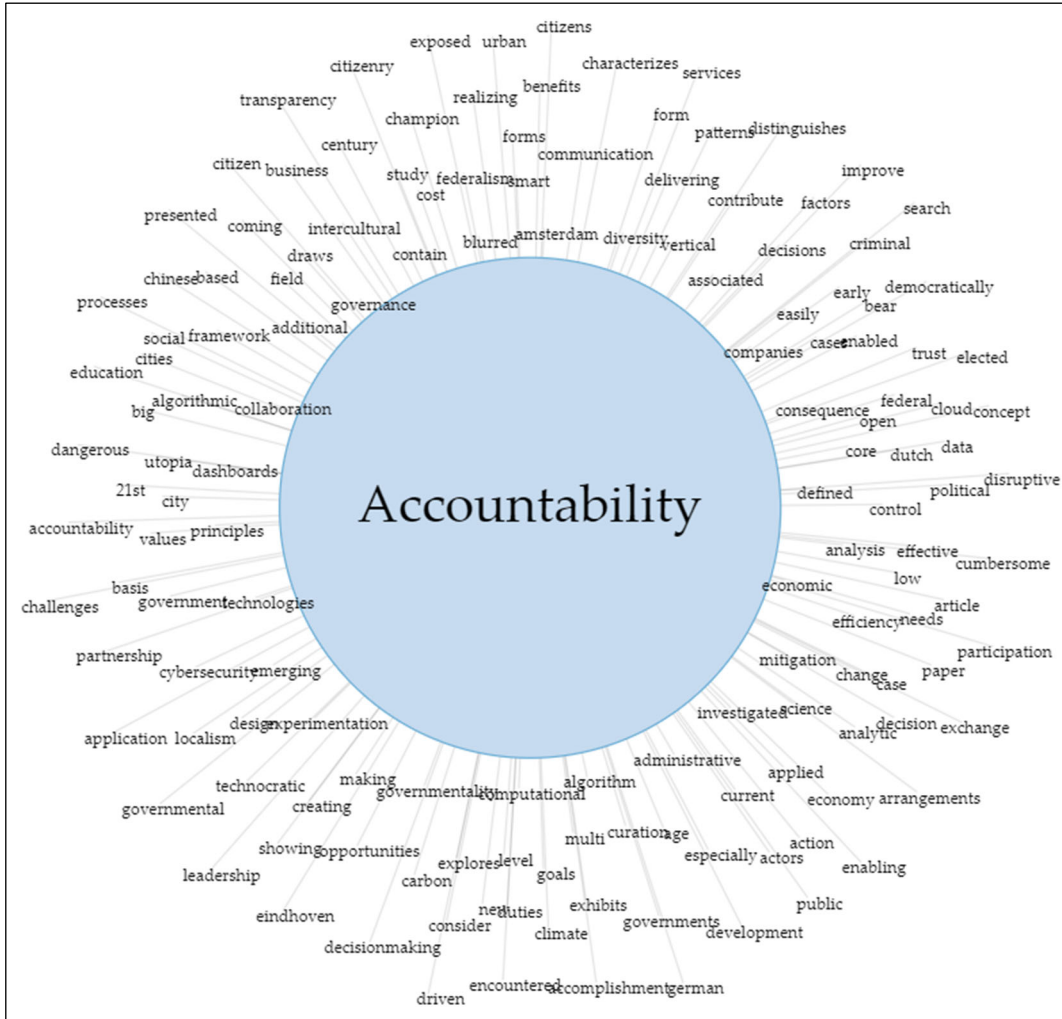 citizens
exposed urban
characterizes
citizenry
services
benefits
realizing
transparency
form
champion
patterns distinguishes
forms
century
communication
citizen business
improve
study federalism smart
delivering
cost
contribute factors
search
presented
coming intercultural
blurred amsterdam diversity vertical
criminal
draws contain
decisions
chinese based field
associated
early democratically
processes
governance
easily bear
social framework additional
cases enabled
cities
companies trust elected
education
big algorithmic collaboration
consequence federal cloud concept
open
dangerous
core dutch data
utopia dashboards
disruptive
21st city
defined political
control
Accountability
accountability values principles
analysis effective cumbersome
basis
economic low
challenges government technologies
article
efficiency needs
partnership
mitigation participation
cybersecurity emerging
change case paper
investigated science
design experimentation
decision exchange
application localism
analytic
administrative
technocratic making
algorithm applied
governmental creating governmentality computational
current economy arrangements
multi curation age
action
showing opportunities
especially actors
explores level
enabling
leadership carbon
goals
exhibits public
eindhoven
new duties
consider
governments
decisionmaking
climate
development
encountered accomplishment german
driven